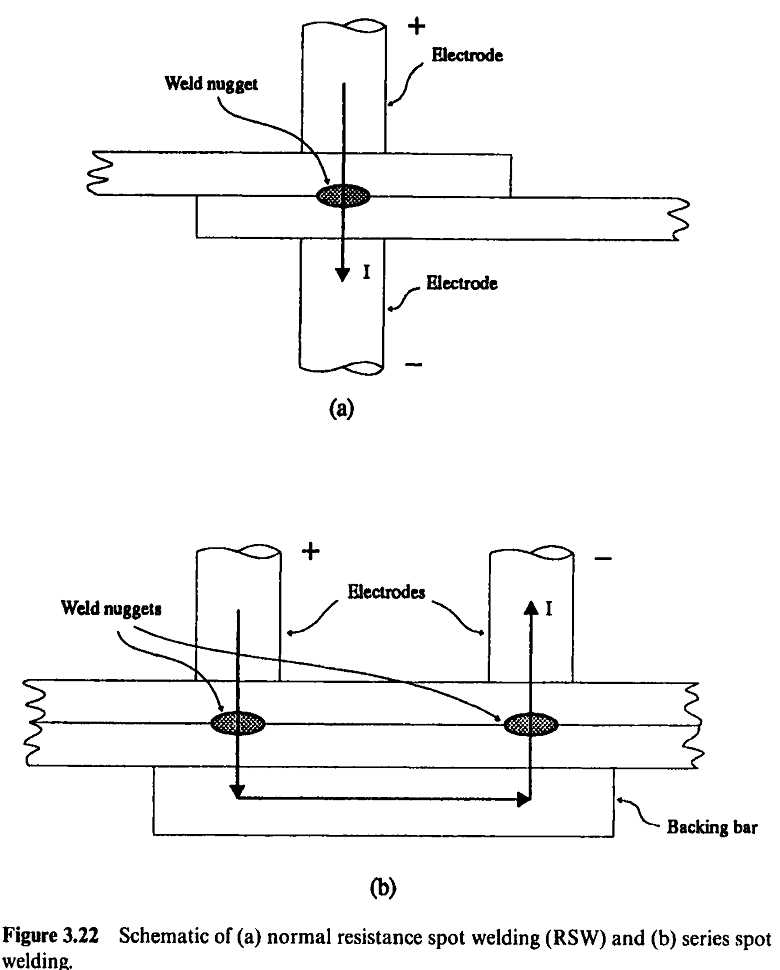 +
Electrode
Weld nugget
I
Electrode
−
(a)
+
−
Electrodes
Weld nuggets
I
Backing bar
(b)
Figure 3.22 Schematic of (a) normal resistance spot welding (RSW) and (b) series spot
welding.